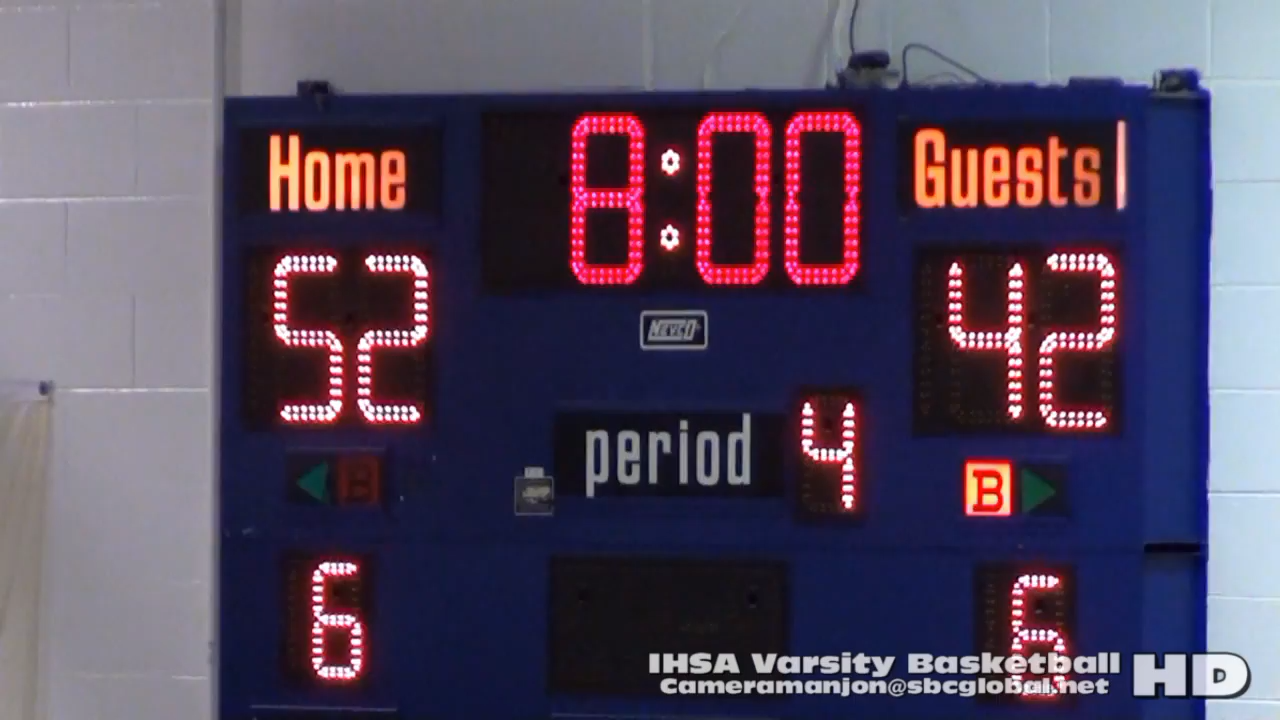 Home 8:00 Guests
52 42
NEVCO
period 4
B B
6 6
IHSA Varsity Basketball HD
Cameramanjon@sbcglobal.net